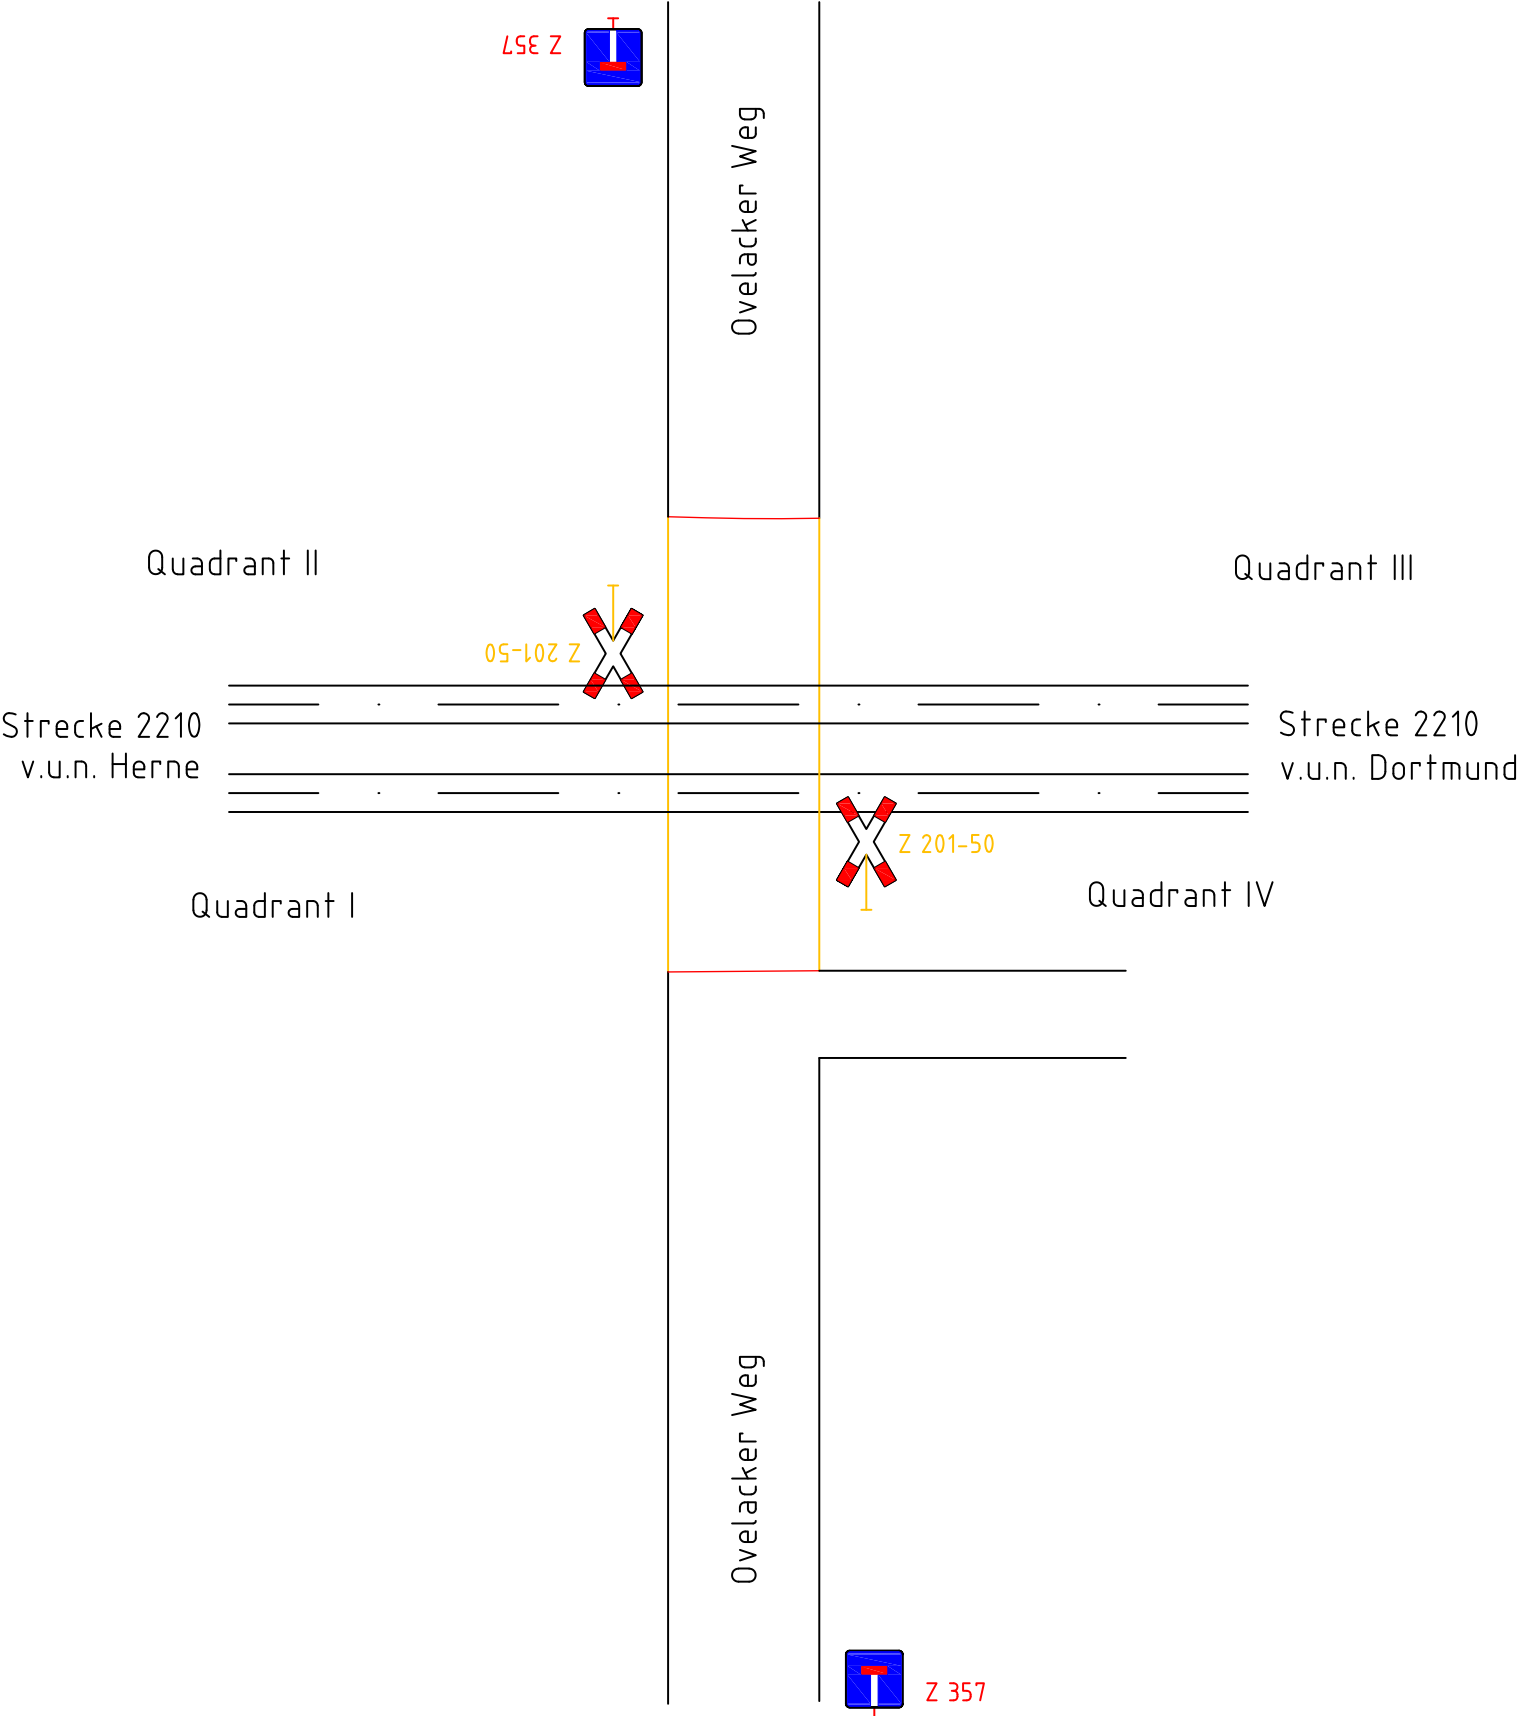 Z 357
Ovelacker Weg
Quadrant II
Quadrant III
Z 201-50
Strecke 2210
v.u.n. Herne
Strecke 2210
v.u.n. Dortmund
Z 201-50
Quadrant I
Quadrant IV
Ovelacker Weg
Z 357